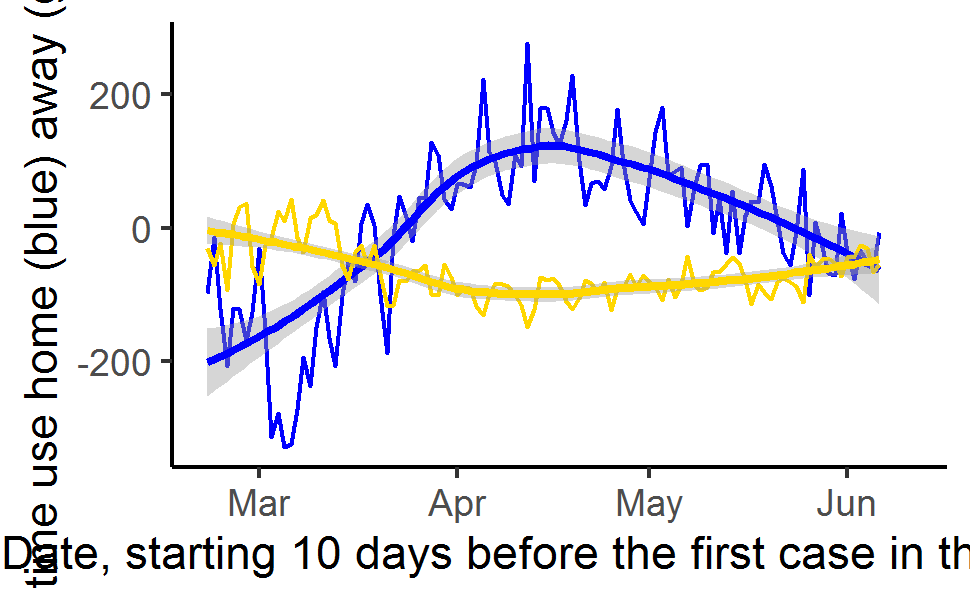 time use home (blue) away (
200
0
-200
Mar Apr May Jun
Date, starting 10 days before the first case in th